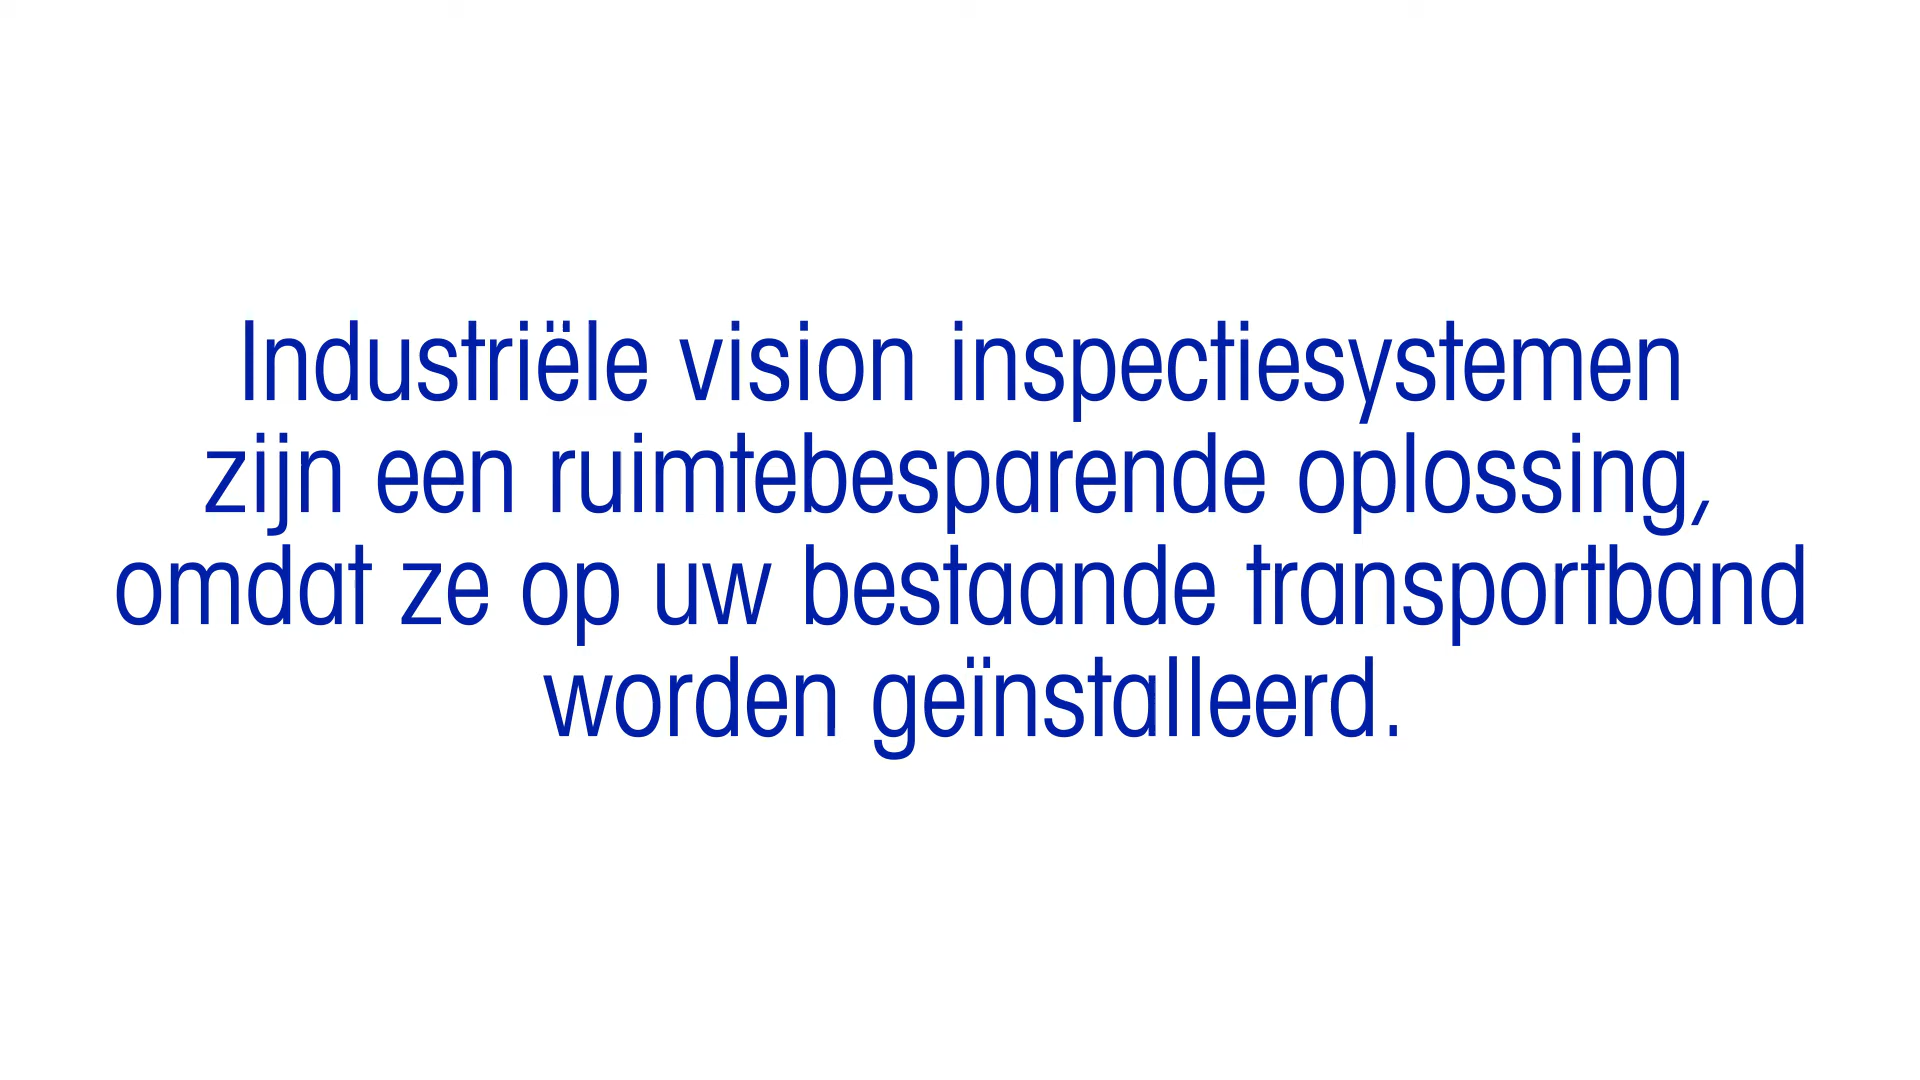 Industriële vision inspectiesystemen
zijn een ruimtebesparende oplossing,
omdat ze op uw bestaande transportband
worden geïnstalleerd.